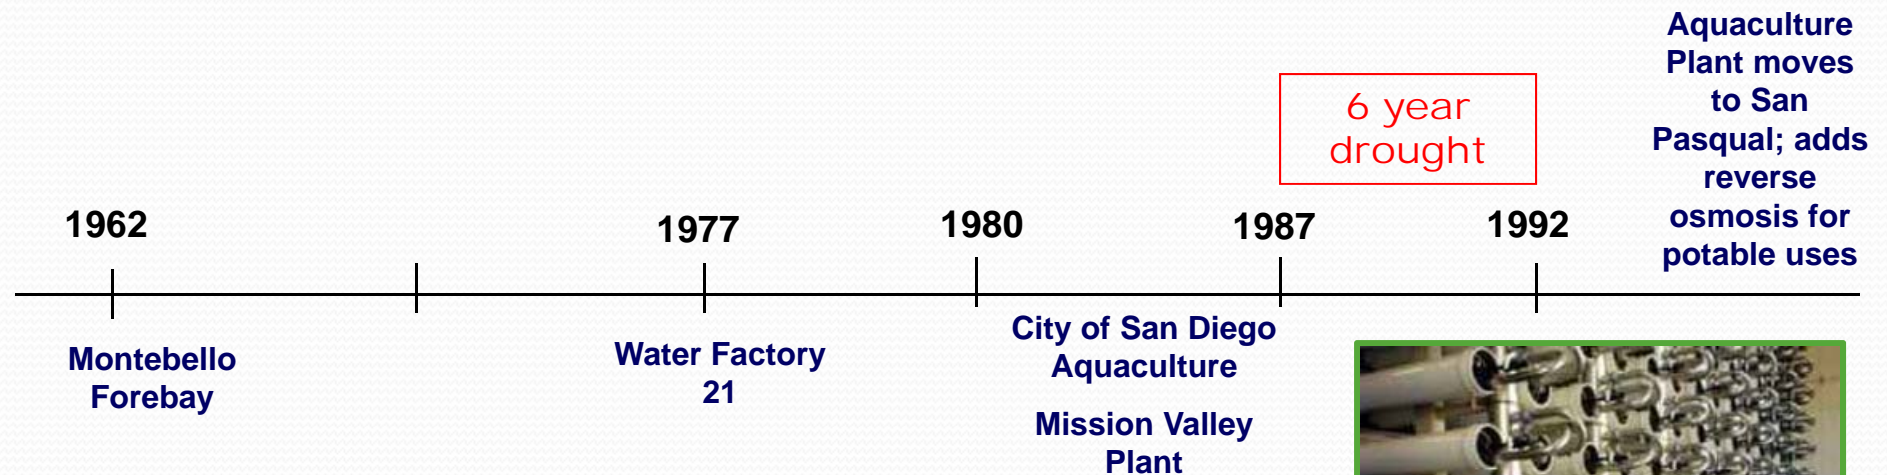 Aquaculture
Plant moves
to San
Pasqual; adds
reverse
osmosis for
potable uses
6 year
drought
1962
1977
1980
1987
1992
Montebello
Forebay
Water Factory
21
City of San Diego
Aquaculture
Mission Valley
Plant